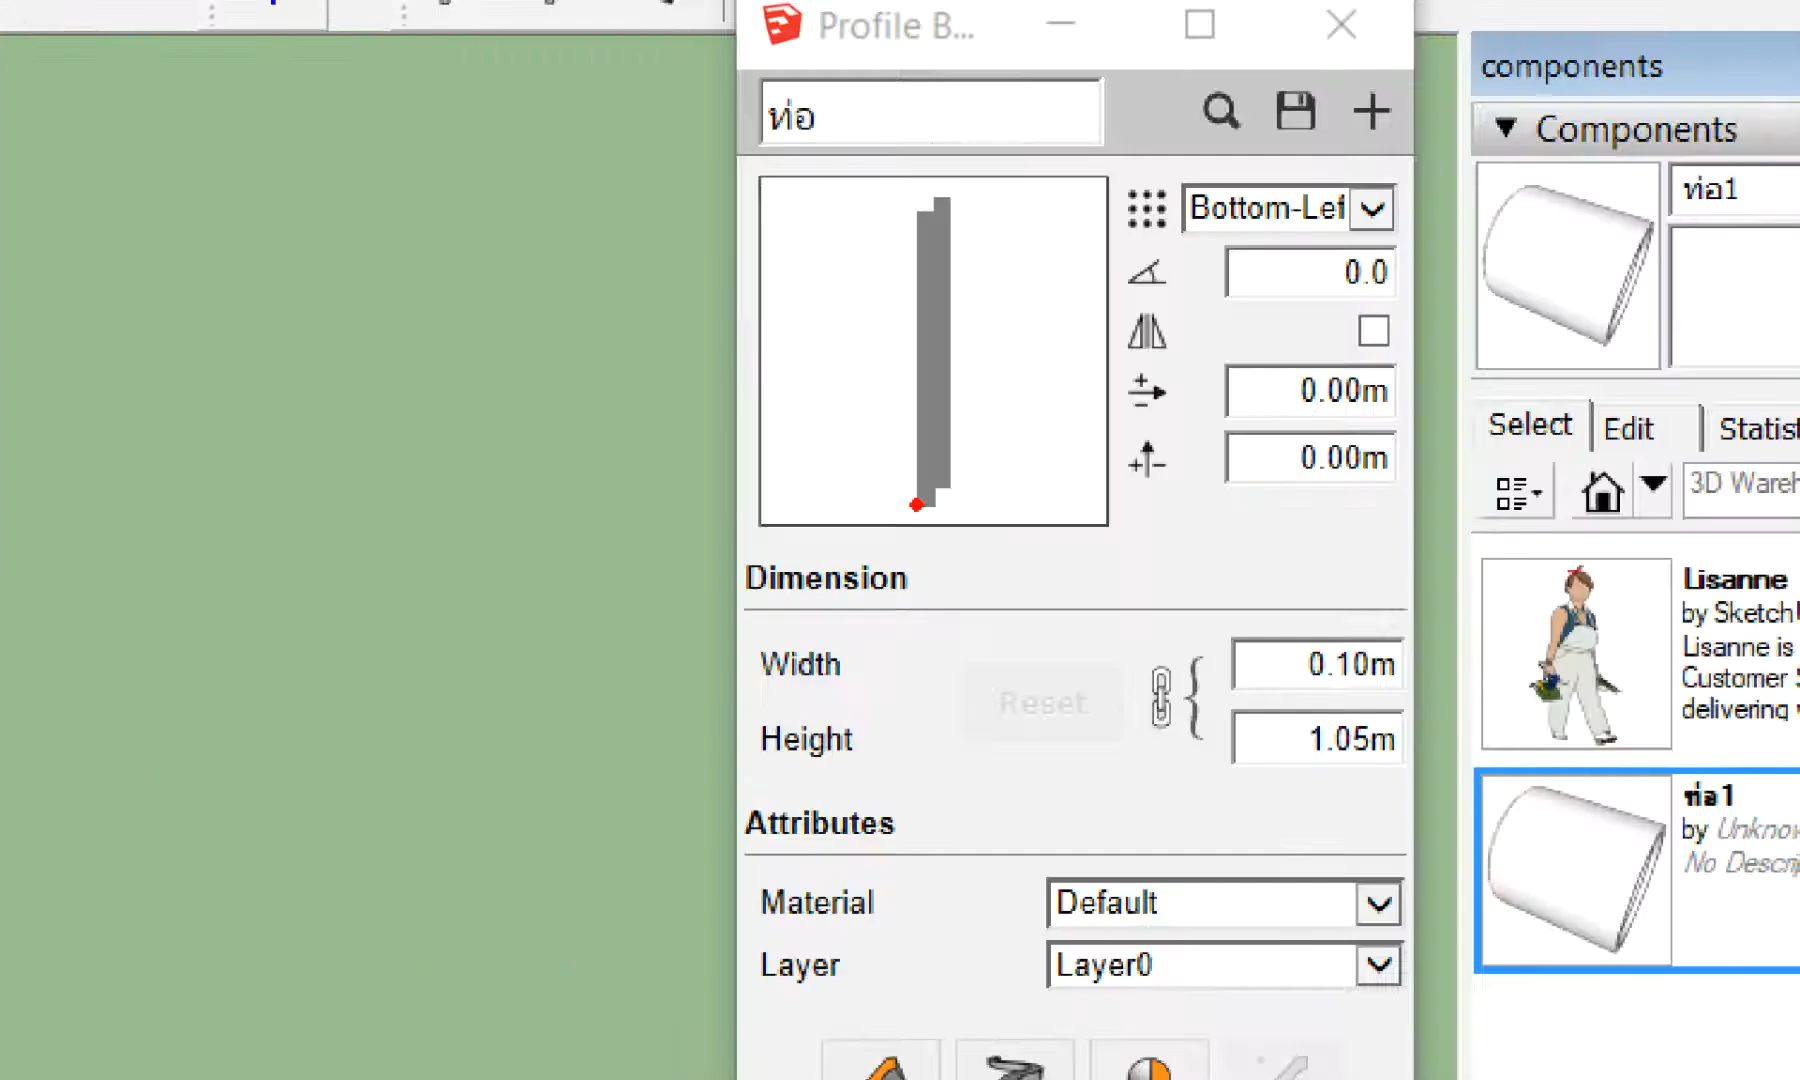 Profile B...
ท่อ
Bottom-Lef
0.0
0.00m
0.00m
Dimension
Width
0.10m
Reset
Height
1.05m
Attributes
Material
Default
Layer
Layer0
components
Components
ท่อ1
Select
Edit
Statist
3D Wareh
Lisanne
by Sketch
Lisanne is
Customer S
delivering
ท่อ1
by Unknow
No Descrip